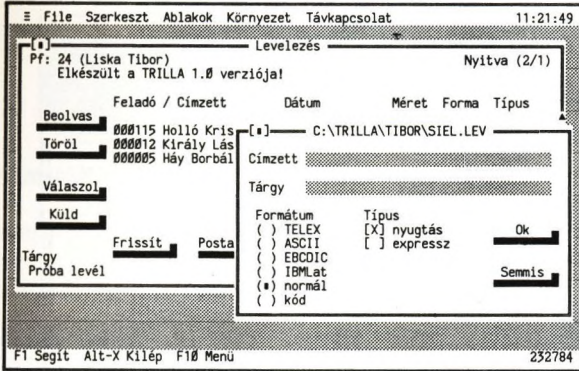 ≡ File Szerkeszt Ablakok Környezet Távkapcsolat 11:21:49
[▪] Levelezés
Pf: 24 (Liska Tibor) Nyitva (2/1)
Elkészült a TRILLA 1.0 verziója!
Feladó / Címzett Dátum Méret Forma Típus
Beolvas
000115 Holló Kris
Töröl
000012 Király Lás
000005 Háy Borbál
Válaszol
Küld
Frissít Posta
Tárgy
Próba levél
[▪] C:\TRILLA\TIBOR\SIEL.LEV
Címzett
Tárgy
Formátum Típus
( ) TELEX [X] nyugtás
( ) ASCII [ ] expressz
( ) EBCDIC
( ) IBMLat
(▪) normál
( ) kód
Ok
Semmis
F1 Segít Alt-X Kilép F10 Menü 232784